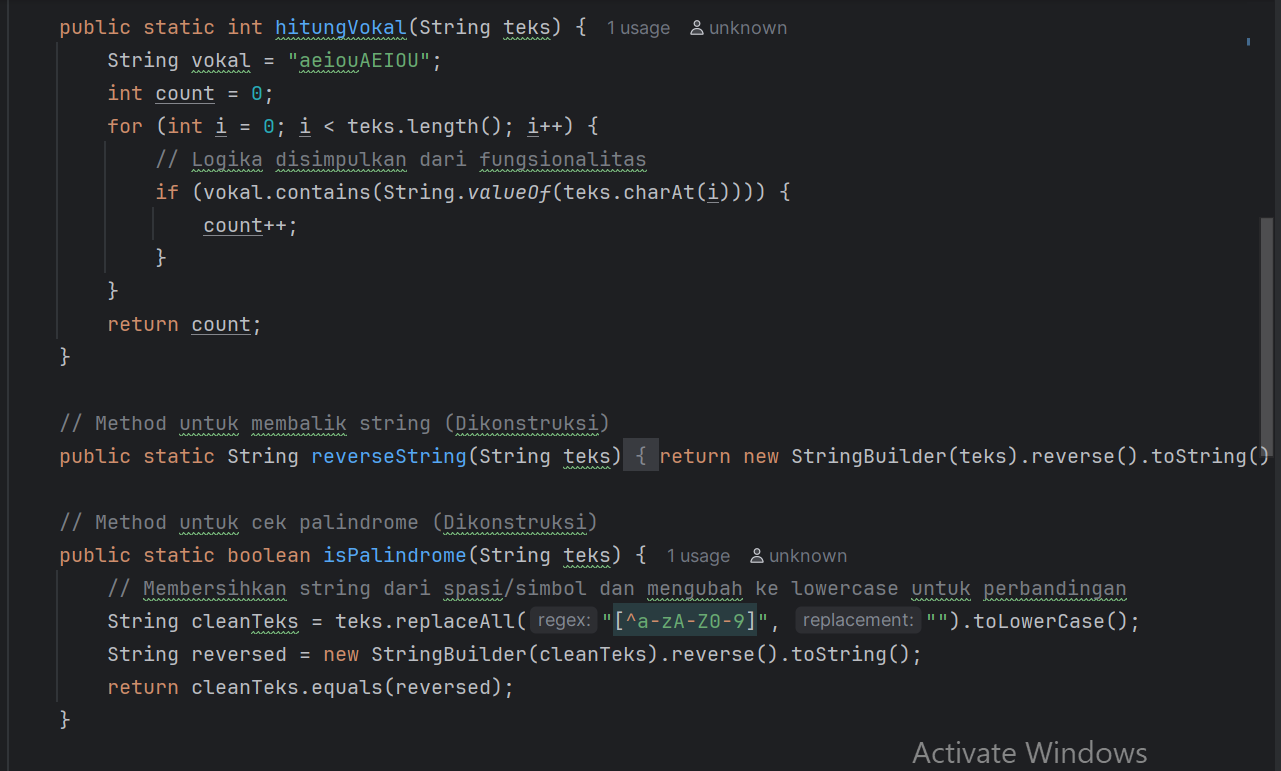 public static int hitungVokal(String teks) { 1 usage unknown
String vokal = "aeiouAEIOU";
int count = 0;
for (int i = 0; i < teks.length(); i++) {
// Logika disimpulkan dari fungsionalitas
if (vokal.contains(String.valueOf(teks.charAt(i)))) {
count++;
}
}
return count;
}
// Method untuk membalik string (Dikonstruksi)
public static String reverseString(String teks) { return new StringBuilder(teks).reverse().toString()
// Method untuk cek palindrome (Dikonstruksi)
public static boolean isPalindrome(String teks) { 1 usage unknown
// Membersihkan string dari spasi/simbol dan mengubah ke lowercase untuk perbandingan
String cleanTeks = teks.replaceAll( regex: "[^a-zA-Z0-9]", replacement: "").toLowerCase();
String reversed = new StringBuilder(cleanTeks).reverse().toString();
return cleanTeks.equals(reversed);
}
Activate Windows